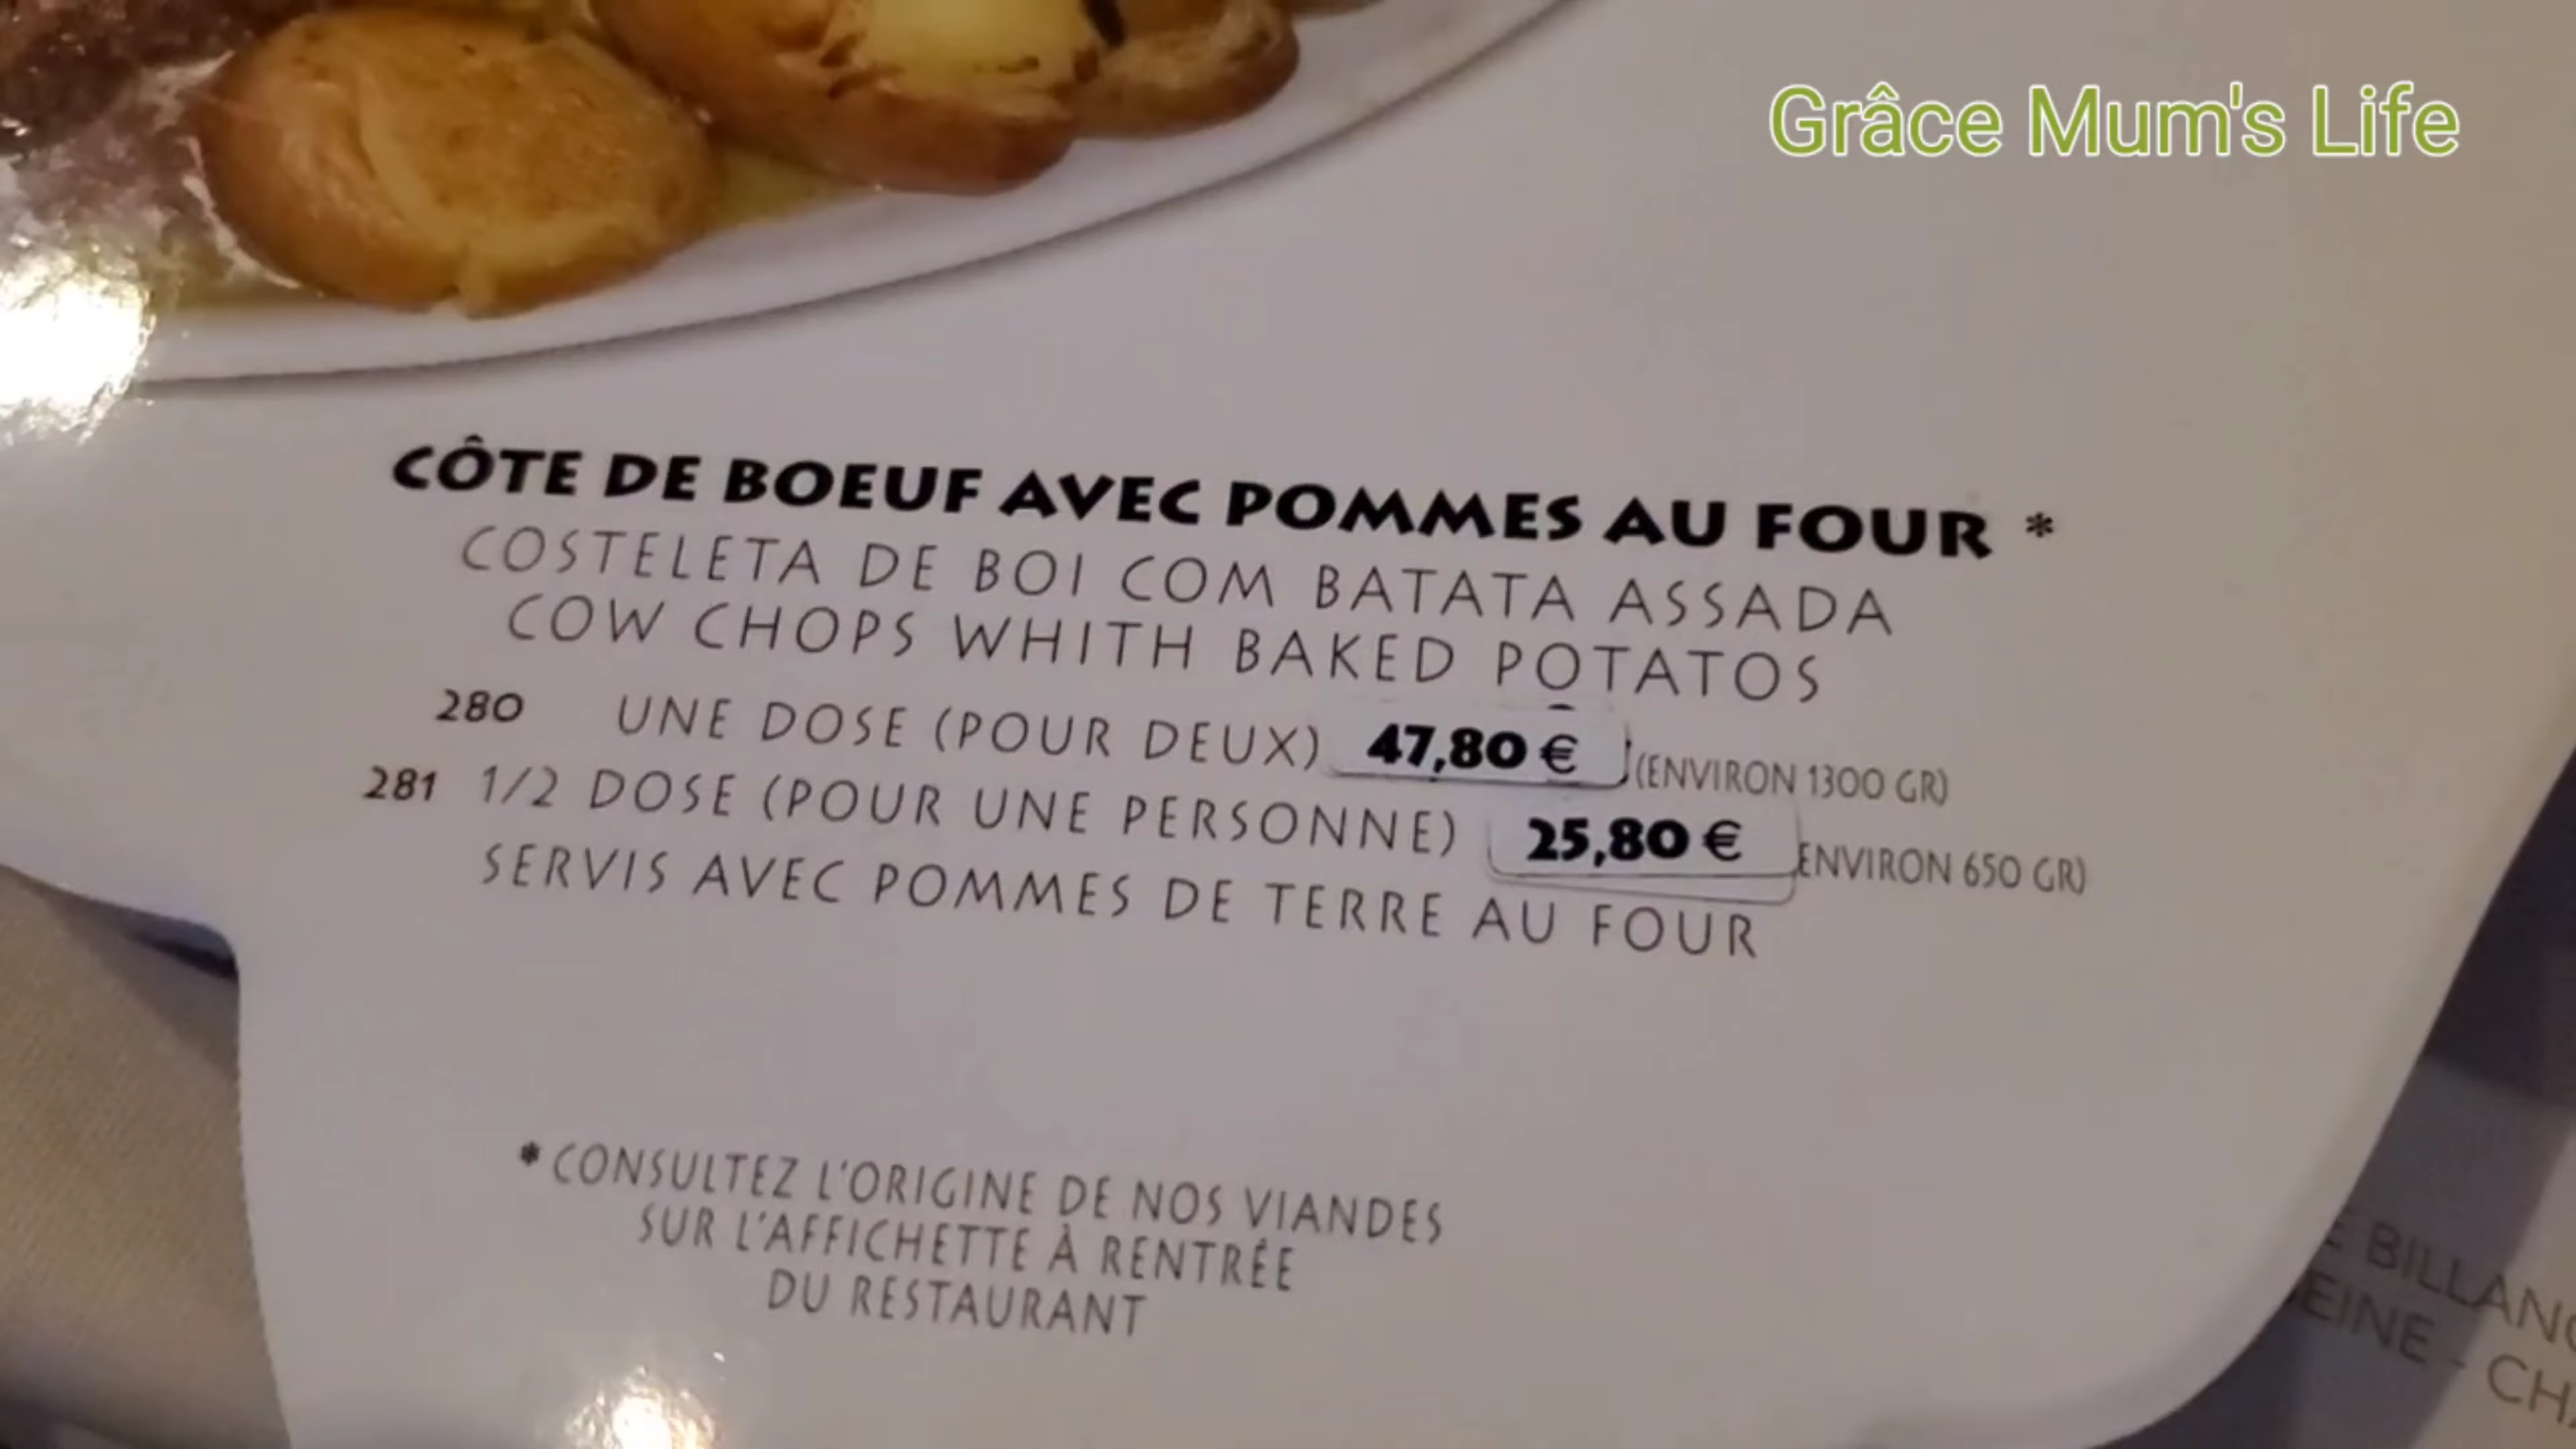 Grâce Mum's Life
CÔTE DE BOEUF AVEC POMMES AU FOUR *
COSTELETA DE BOI COM BATATA ASSADA
COW CHOPS WHITH BAKED POTATOS
280 UNE DOSE (POUR DEUX) 47,80 € (ENVIRON 1300 GR)
281 1/2 DOSE (POUR UNE PERSONNE) 25,80 € ENVIRON 650 GR)
SERVIS AVEC POMMES DE TERRE AU FOUR
* CONSULTEZ L'ORIGINE DE NOS VIANDES
SUR L'AFFICHETTE À RENTRÉE
DU RESTAURANT